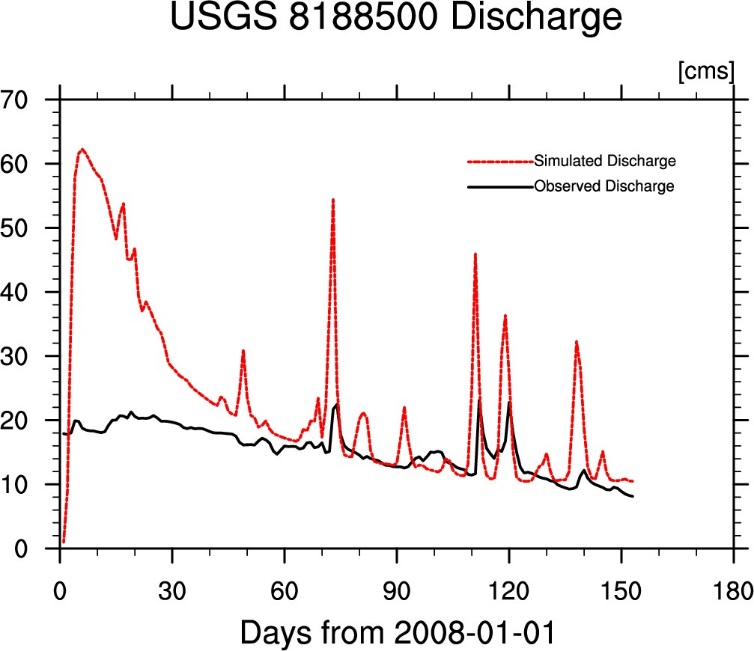 USGS 8188500 Discharge
[cms]
70
60
50
40
30
20
10
0
Simulated Discharge
Observed Discharge
0 30 60 90 120 150 180
Days from 2008-01-01